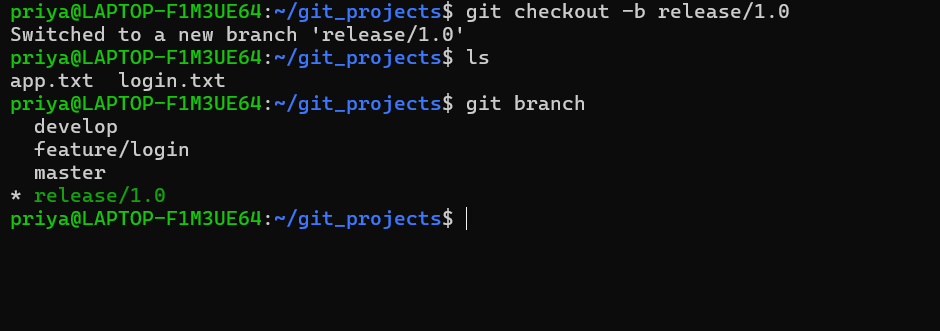 priya@LAPTOP-F1M3UE64:~/git_projects$ git checkout -b release/1.0
Switched to a new branch 'release/1.0'
priya@LAPTOP-F1M3UE64:~/git_projects$ ls
app.txt  login.txt
priya@LAPTOP-F1M3UE64:~/git_projects$ git branch
  develop
  feature/login
  master
* release/1.0
priya@LAPTOP-F1M3UE64:~/git_projects$